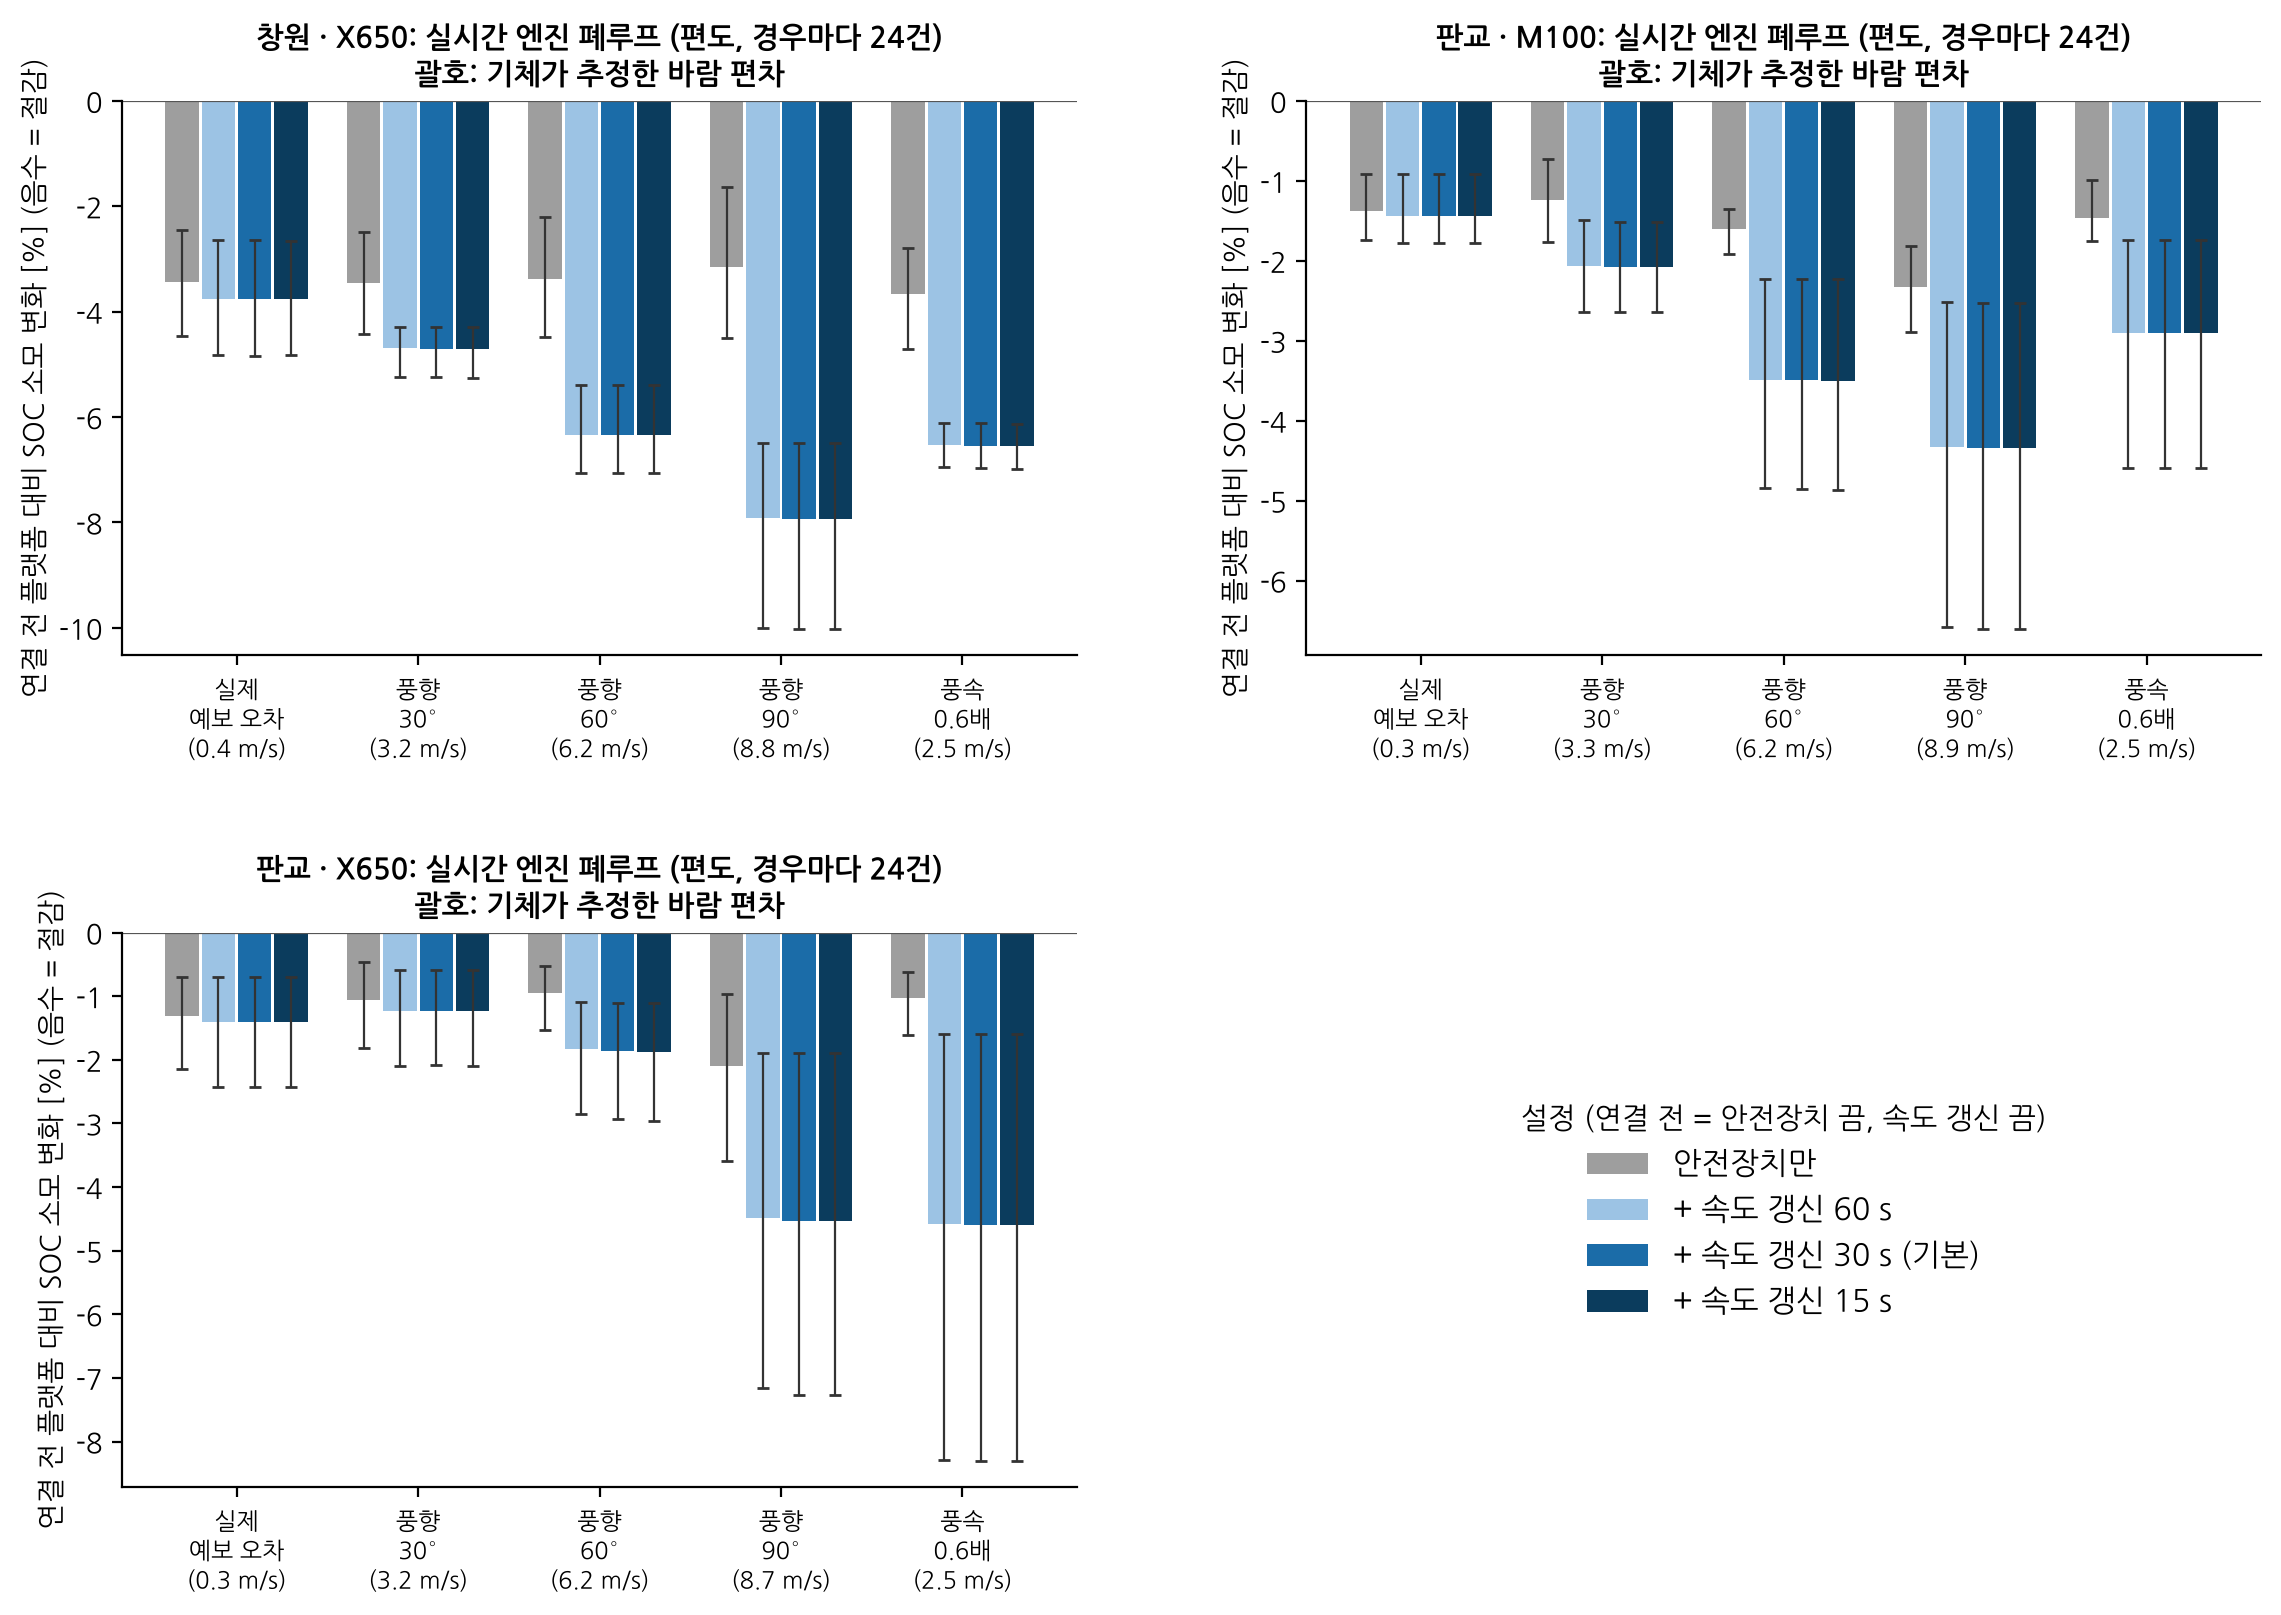 창원 · X650: 실시간 엔진 폐루프 (편도, 경우마다 24건)
괄호: 기체가 추정한 바람 편차
연결 전 플랫폼 대비 SOC 소모 변화 [%] (음수 = 절감)
0
-2
-4
-6
-8
-10
실제 예보 오차 (0.4 m/s)
풍향 30° (3.2 m/s)
풍향 60° (6.2 m/s)
풍향 90° (8.8 m/s)
풍속 0.6배 (2.5 m/s)
판교 · M100: 실시간 엔진 폐루프 (편도, 경우마다 24건)
괄호: 기체가 추정한 바람 편차
연결 전 플랫폼 대비 SOC 소모 변화 [%] (음수 = 절감)
0
-1
-2
-3
-4
-5
-6
실제 예보 오차 (0.3 m/s)
풍향 30° (3.3 m/s)
풍향 60° (6.2 m/s)
풍향 90° (8.9 m/s)
풍속 0.6배 (2.5 m/s)
판교 · X650: 실시간 엔진 폐루프 (편도, 경우마다 24건)
괄호: 기체가 추정한 바람 편차
연결 전 플랫폼 대비 SOC 소모 변화 [%] (음수 = 절감)
0
-1
-2
-3
-4
-5
-6
-7
-8
실제 예보 오차 (0.3 m/s)
풍향 30° (3.2 m/s)
풍향 60° (6.2 m/s)
풍향 90° (8.7 m/s)
풍속 0.6배 (2.5 m/s)
설정 (연결 전 = 안전장치 끔, 속도 갱신 끔)
안전장치만
+ 속도 갱신 60 s
+ 속도 갱신 30 s (기본)
+ 속도 갱신 15 s